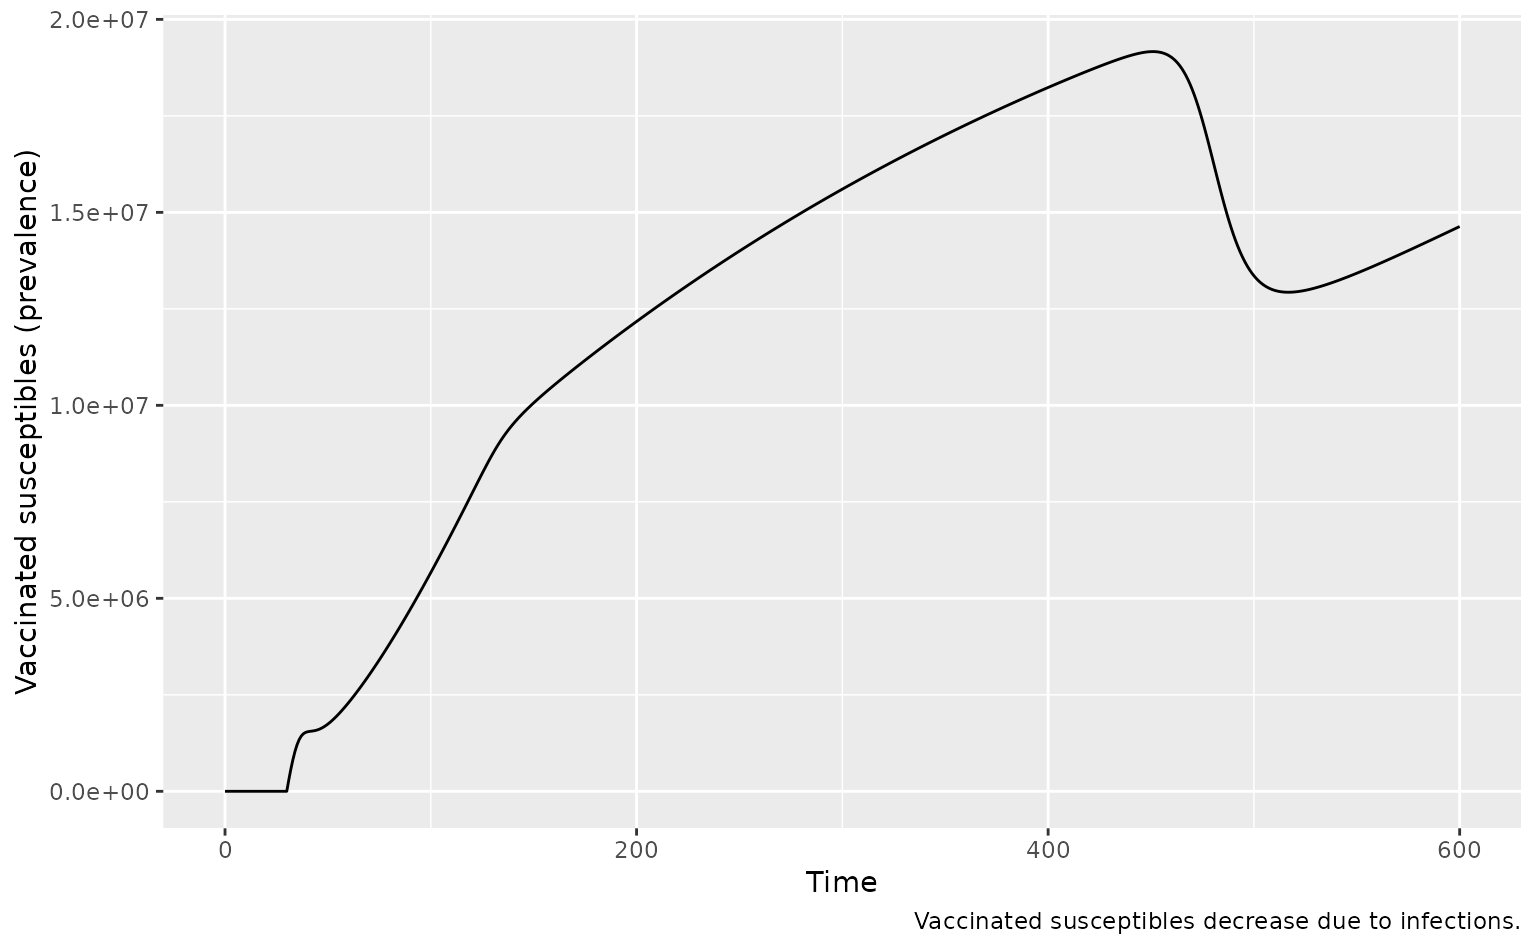 2.0e+07
1.5e+07
1.0e+07
5.0e+06
0.0e+00
Vaccinated susceptibles (prevalence)
0 200 400 600
Time
Vaccinated susceptibles decrease due to infections.